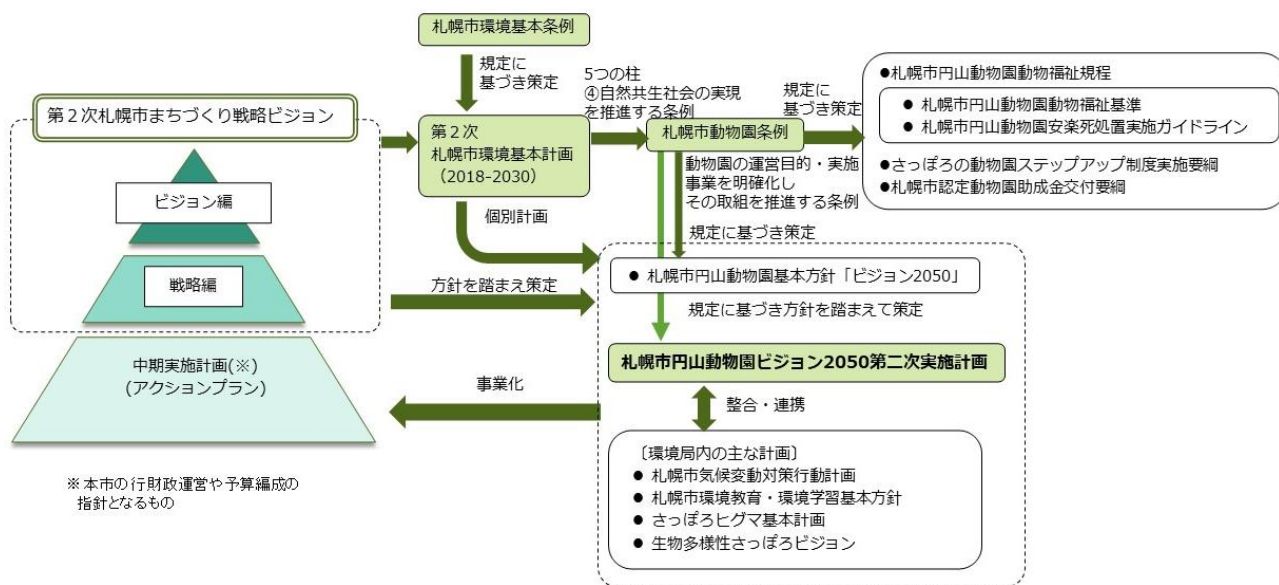 札幌市環境基本条例
規定に
基づき策定
第２次札幌市まちづくり戦略ビジョン
ビジョン編
戦略編
中期実施計画(※)
(アクションプラン)
※本市の行財政運営や予算編成の
指針となるもの
第２次
札幌市環境基本計画
（2018-2030）
5つの柱
④自然共生社会の実現
を推進する条例
札幌市動物園条例
規定に
基づき策定
●札幌市円山動物園動物福祉規程
● 札幌市円山動物園動物福祉基準
● 札幌市円山動物園安楽死処置実施ガイドライン
●さっぽろの動物園ステップアップ制度実施要綱
●札幌市認定動物園助成金交付要綱
動物園の運営目的・実施
事業を明確化し
その取組を推進する条例
個別計画
規定に基づき策定
● 札幌市円山動物園基本方針「ビジョン2050」
方針を踏まえ策定
規定に基づき方針を踏まえて策定
札幌市円山動物園ビジョン2050第二次実施計画
事業化
整合・連携
〔環境局内の主な計画〕
● 札幌市気候変動対策行動計画
● 札幌市環境教育・環境学習基本方針
● さっぽろヒグマ基本計画
● 生物多様性さっぽろビジョン